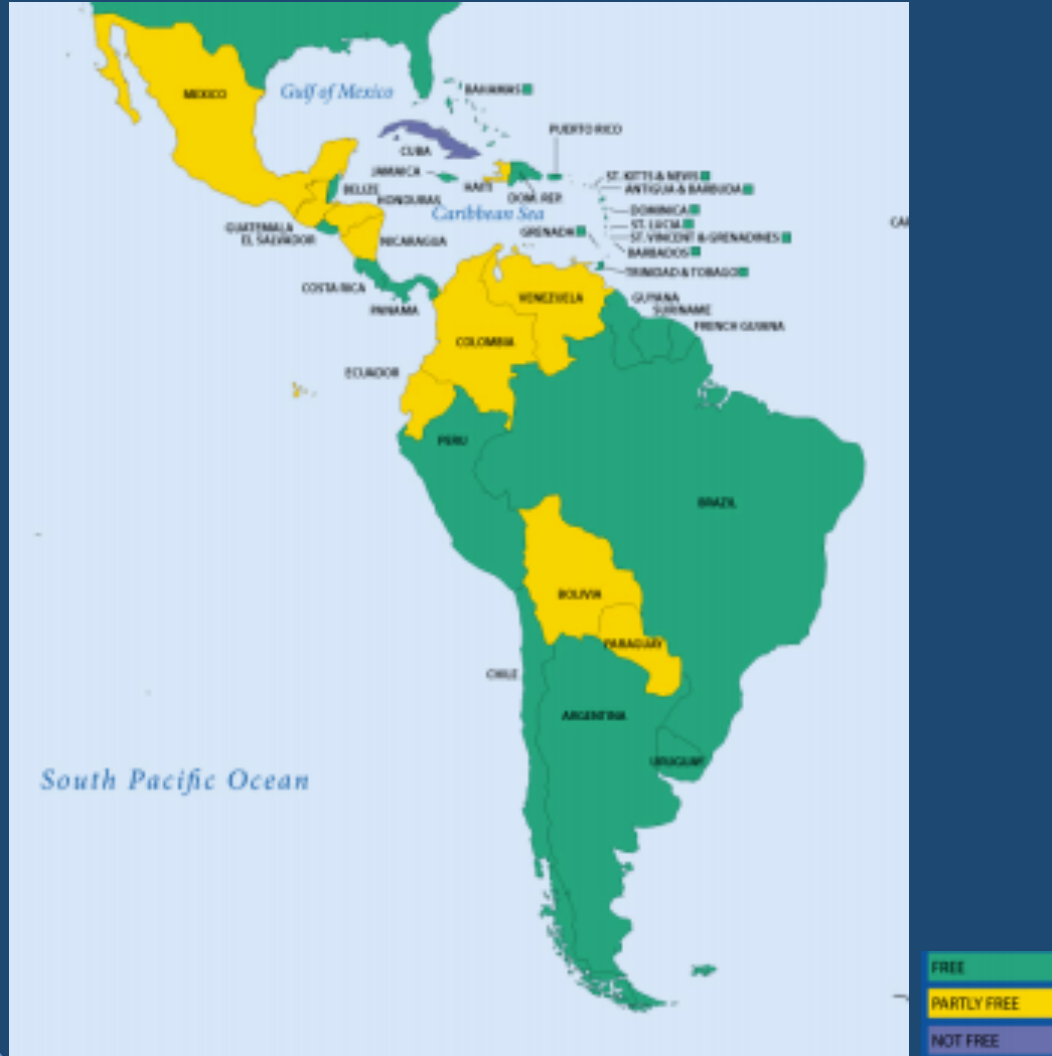 MEXICO
Gulf of Mexico
BAHAMAS
PUERTO RICO
CUBA
JAMAICA
HAITI
DOM. REP.
BELIZE
HONDURAS
Caribbean Sea
ST. KITTS & NEVIS
ANTIGUA & BARBUDA
DOMINICA
ST. LUCIA
ST. VINCENT & GRENADINES
GRENADA
BARBADOS
TRINIDAD & TOBAGO
GUATEMALA
EL SALVADOR
NICARAGUA
COSTA RICA
PANAMA
VENEZUELA
GUYANA
SURINAME
FRENCH GUIANA
COLOMBIA
ECUADOR
PERU
BRAZIL
BOLIVIA
PARAGUAY
CHILE
ARGENTINA
URUGUAY
South Pacific Ocean
FREE
PARTLY FREE
NOT FREE